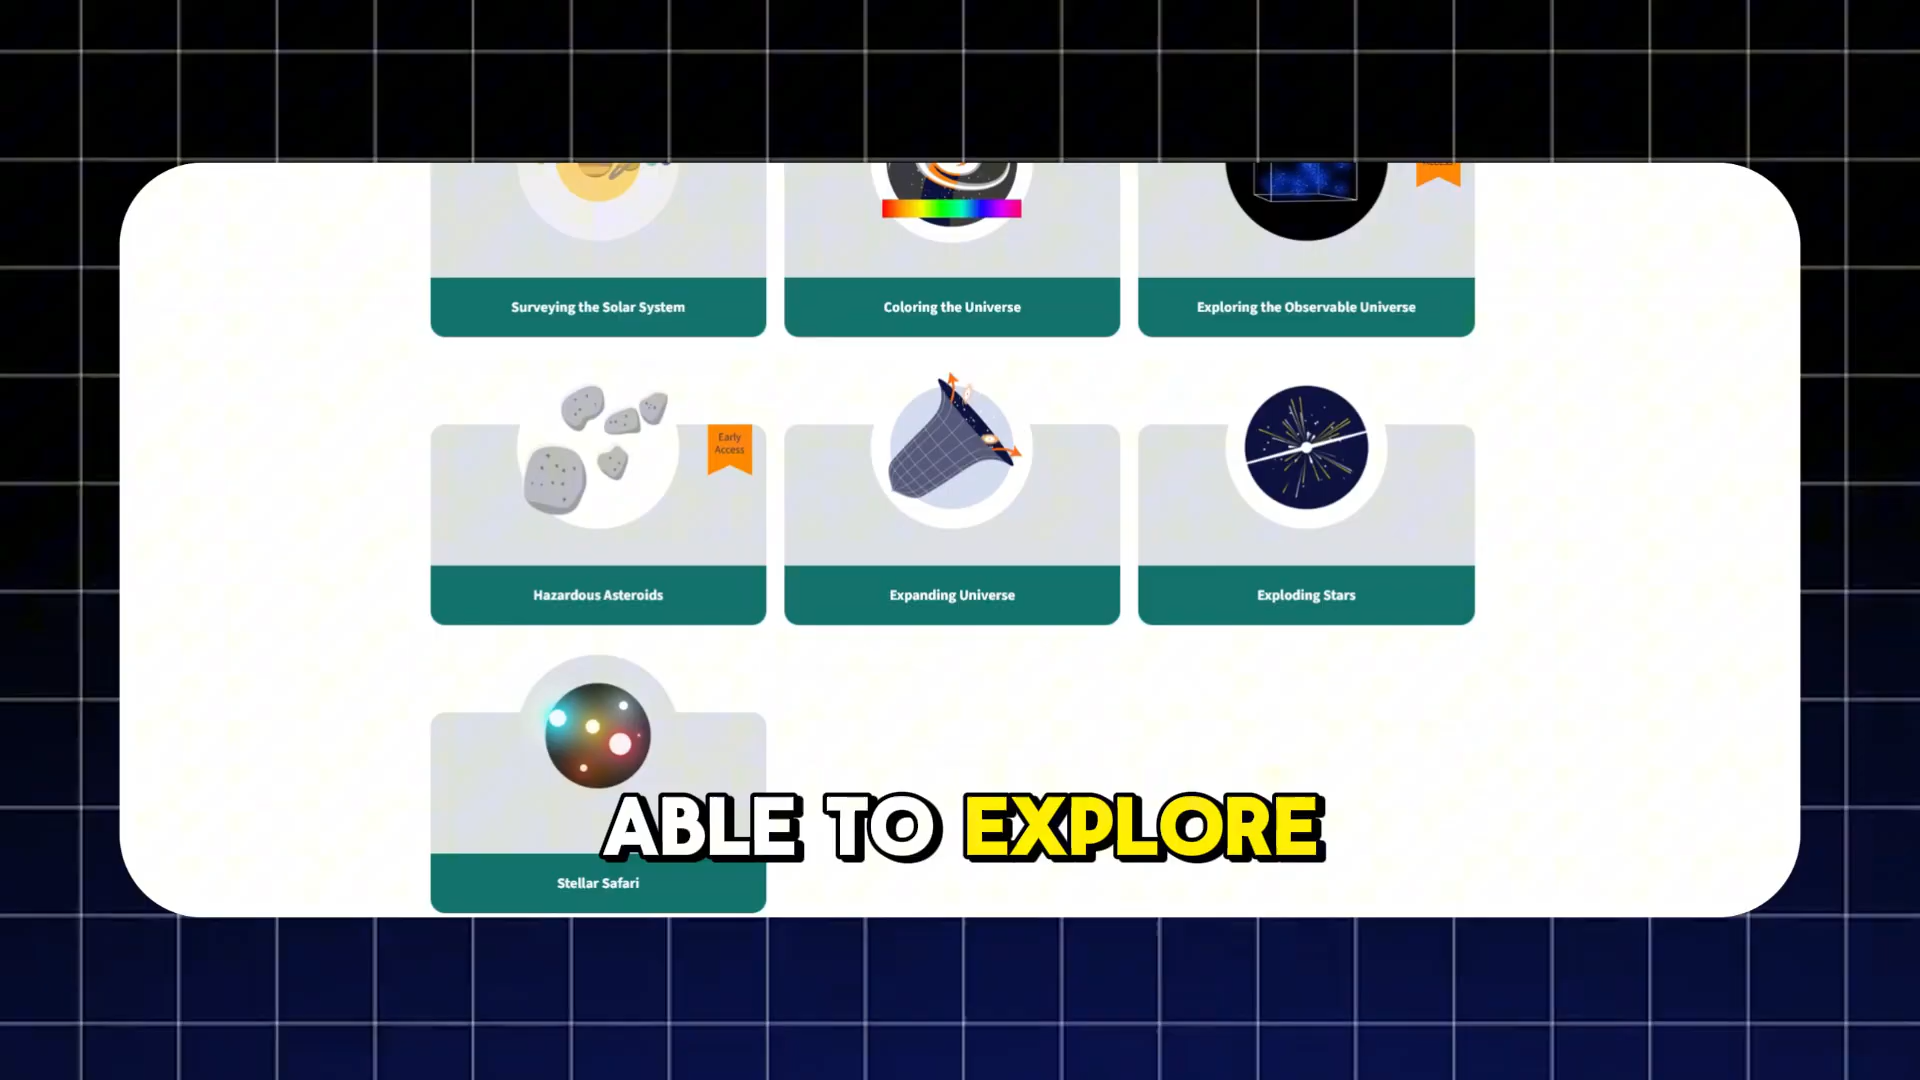 Surveying the Solar System
Coloring the Universe
Exploring the Observable Universe
Early
Access
Hazardous Asteroids
Expanding Universe
Exploding Stars
ABLE TO EXPLORE
Stellar Safari